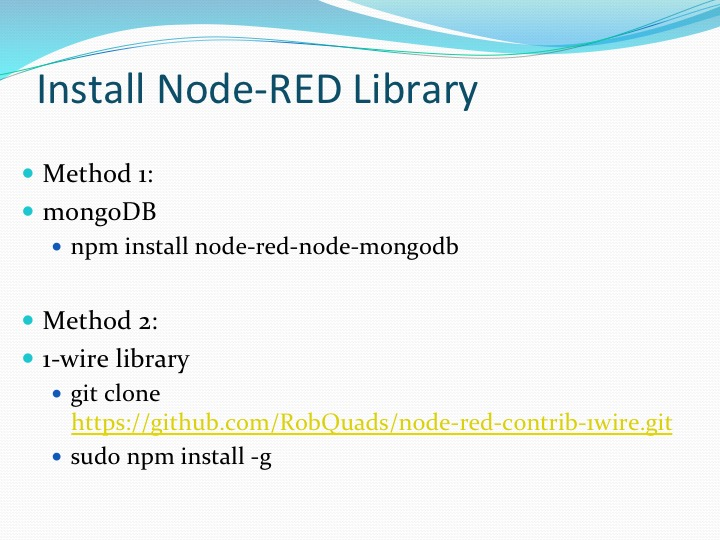 Install Node-RED Library
Method 1:
mongoDB
npm install node-red-node-mongodb
Method 2:
1-wire library
git clone
https://github.com/RobQuads/node-red-contrib-1wire.git
sudo npm install -g